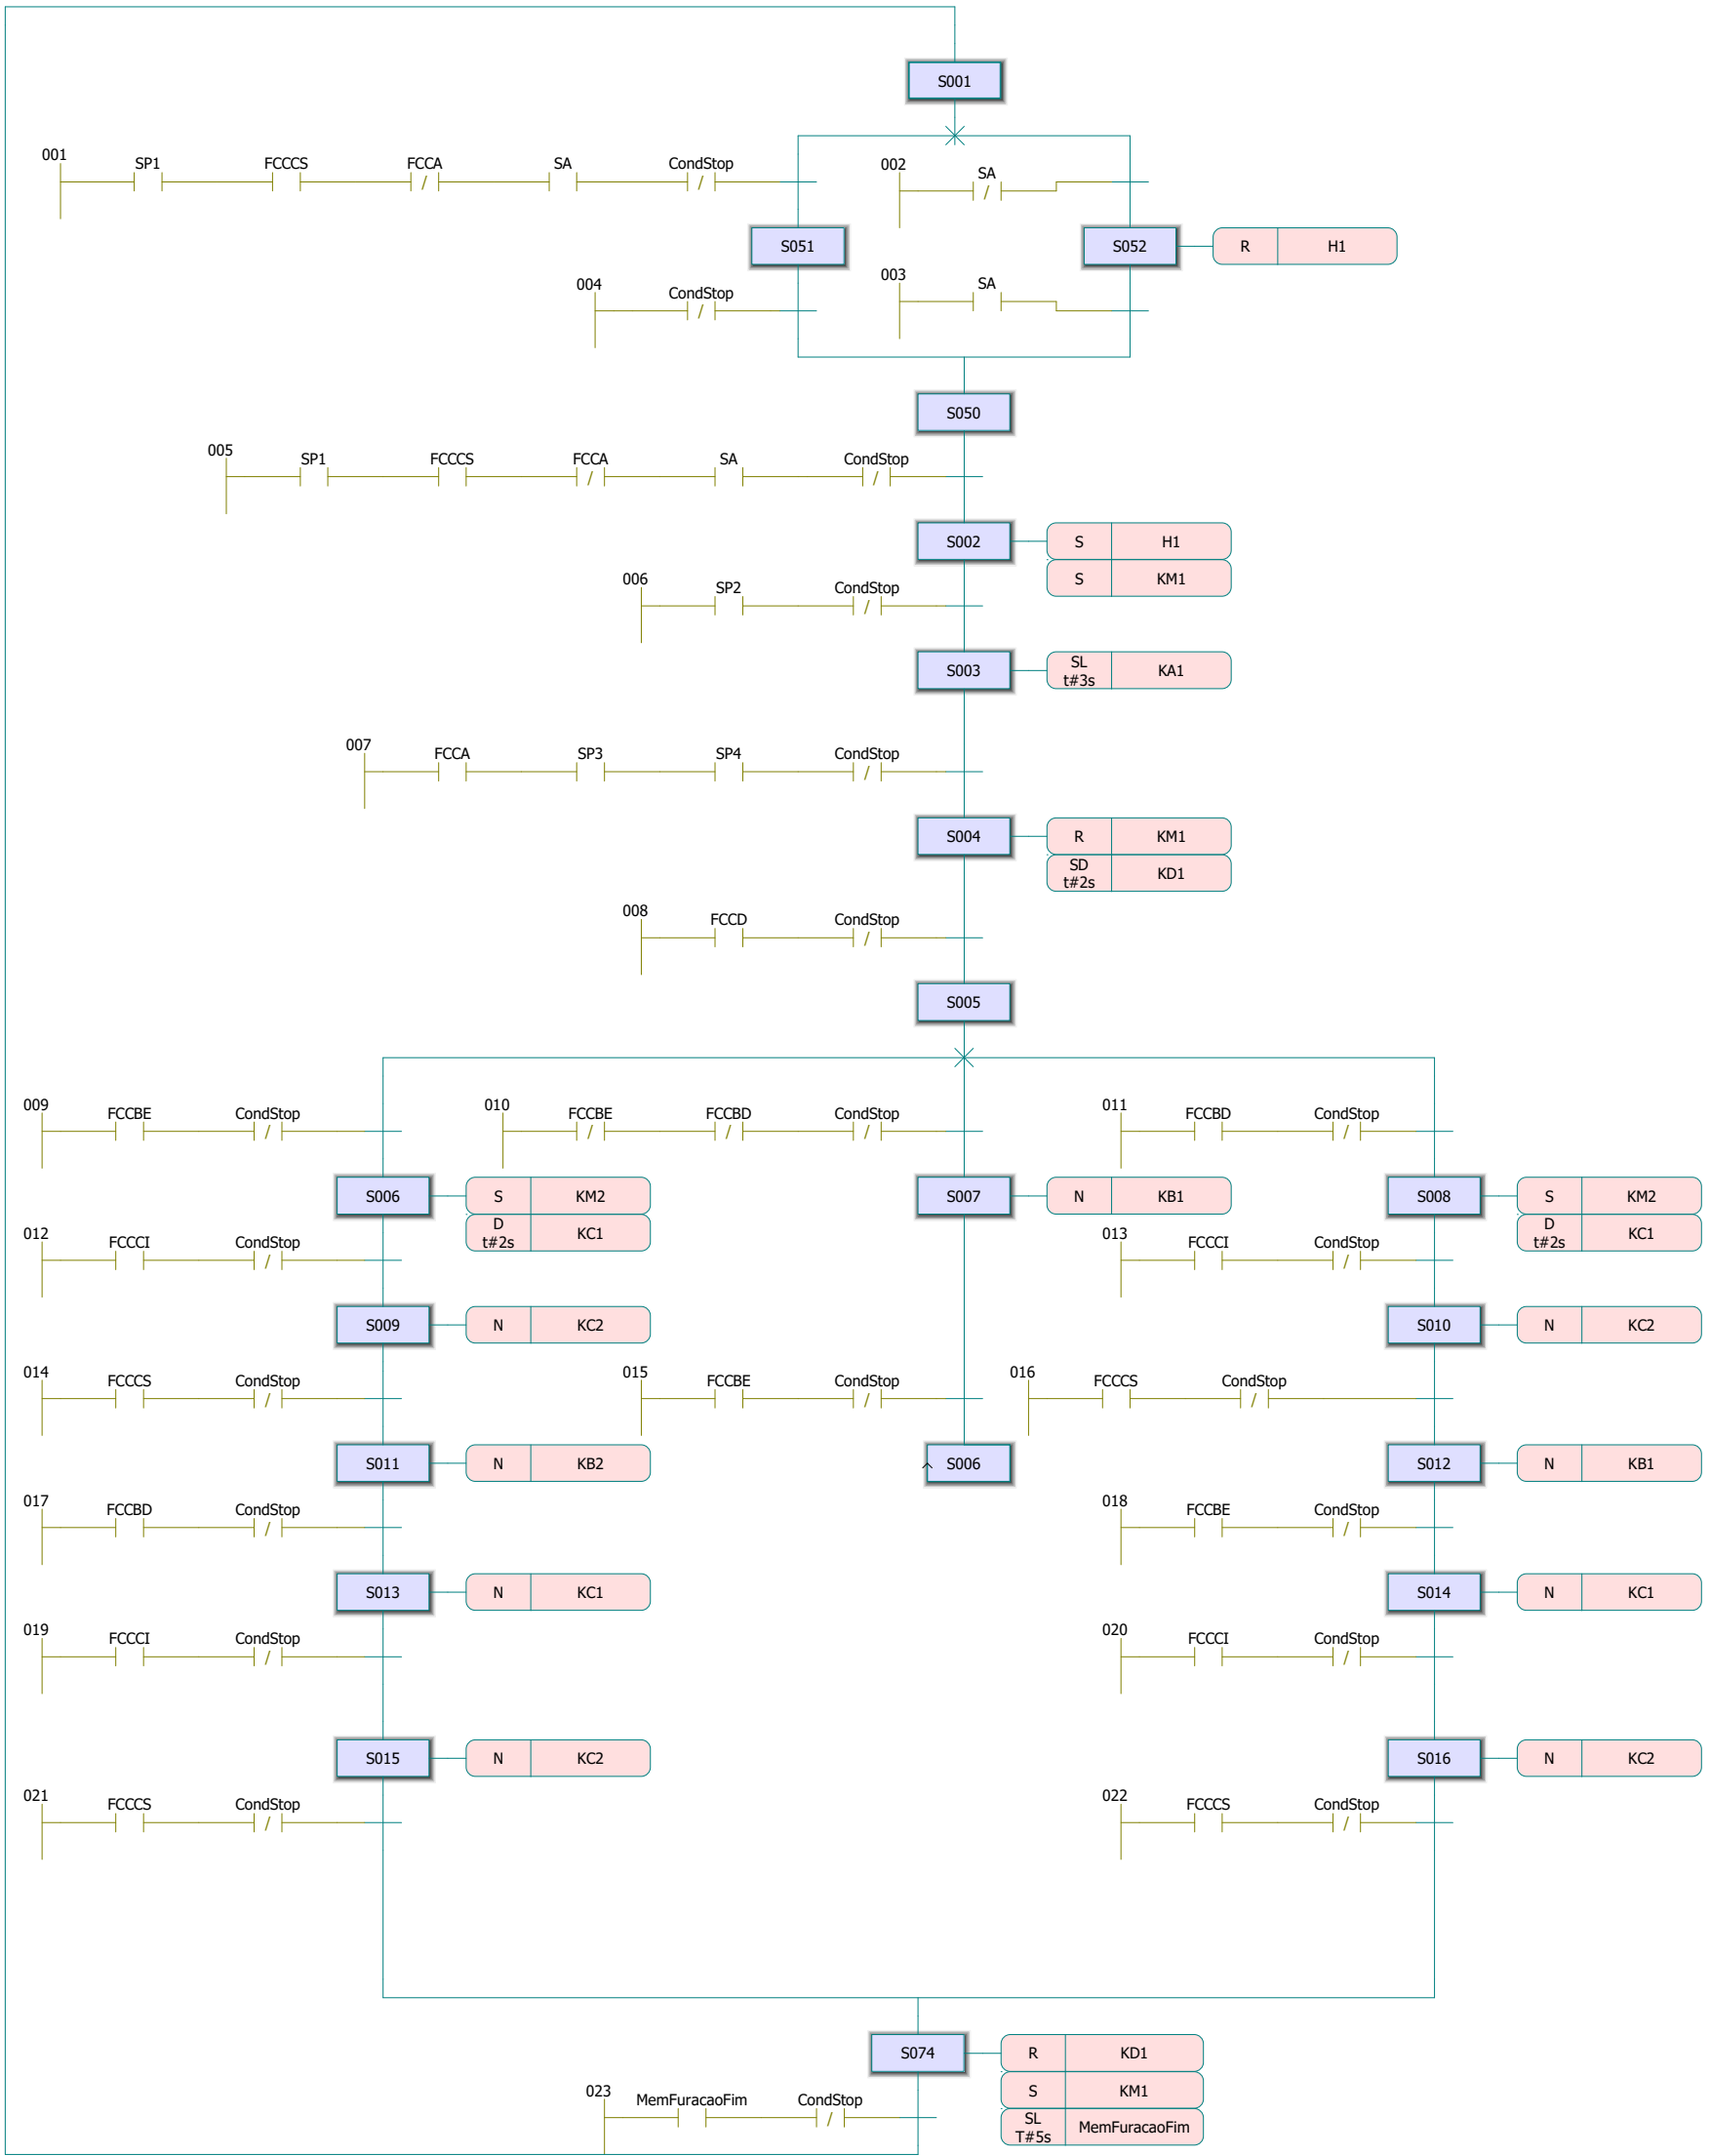 S001
001
SP1 FCCCS FCCA SA CondStop
002
SA
S051
S052 R H1
004
CondStop
003
SA
S050
005
SP1 FCCCS FCCA SA CondStop
S002 S H1
S KM1
006
SP2 CondStop
S003 SL t#3s KA1
007
FCCA SP3 SP4 CondStop
S004 R KM1
SD t#2s KD1
008
FCCD CondStop
S005
009
FCCBE CondStop
010
FCCBE FCCBD CondStop
011
FCCBD CondStop
S006 S KM2
D t#2s KC1
S007 N KB1
S008 S KM2
D t#2s KC1
012
FCCCI CondStop
013
FCCCI CondStop
S009 N KC2
S010 N KC2
014
FCCCS CondStop
015
FCCBE CondStop
016
FCCCS CondStop
S011 N KB2
S006
S012 N KB1
017
FCCBD CondStop
018
FCCBE CondStop
S013 N KC1
S014 N KC1
019
FCCCI CondStop
020
FCCCI CondStop
S015 N KC2
S016 N KC2
021
FCCCS CondStop
022
FCCCS CondStop
S074 R KD1
S KM1
SL T#5s MemFuracaoFim
023
MemFuracaoFim CondStop